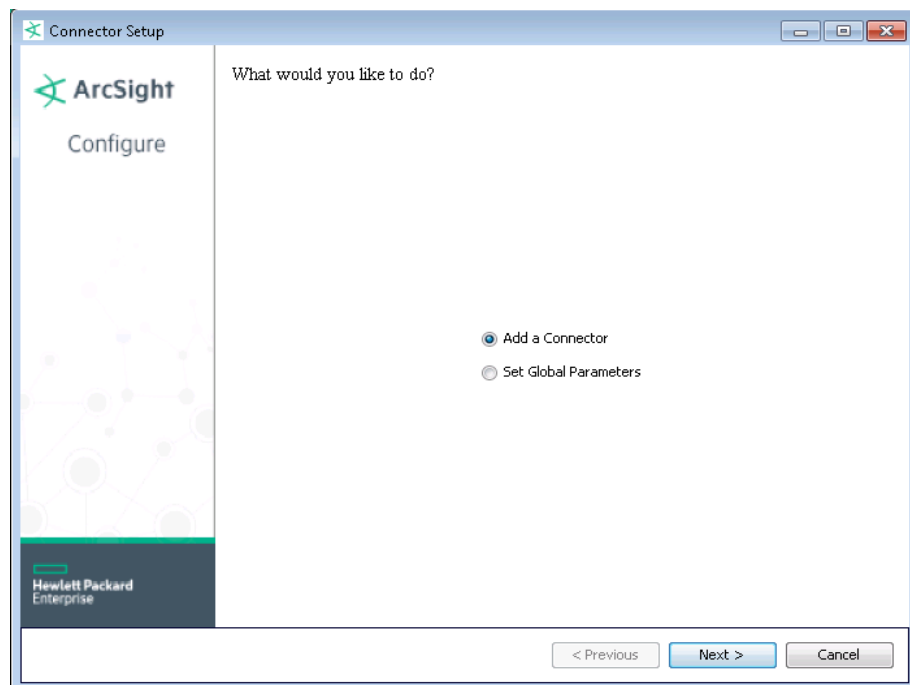 Connector Setup
ArcSight
Configure
What would you like to do?
Add a Connector
Set Global Parameters
Hewlett Packard
Enterprise
< Previous
Next >
Cancel